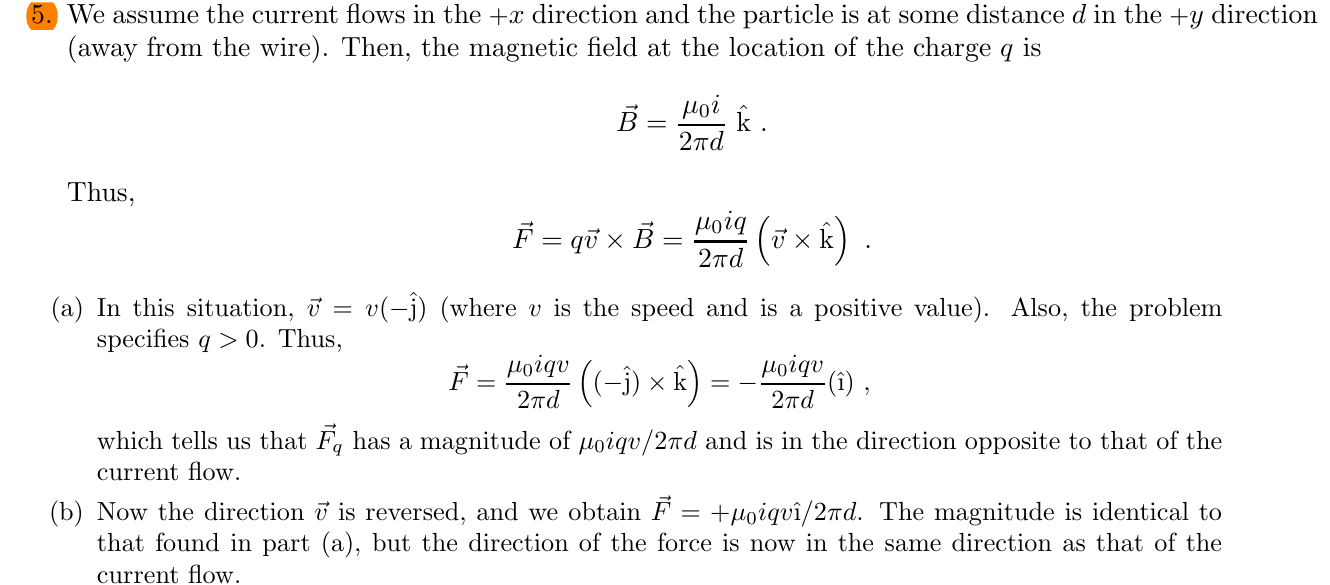 5. We assume the current flows in the +x direction and the particle is at some distance d in the +y direction
(away from the wire). Then, the magnetic field at the location of the charge q is
$\vec{B} = \frac{\mu_0 i}{2\pi d}\,\hat{\mathrm{k}}\ .$
Thus,
$\vec{F} = q\vec{v} \times \vec{B} = \frac{\mu_0 i q}{2\pi d}\left(\vec{v} \times \hat{\mathrm{k}}\right)\ .$
(a) In this situation, $\vec{v} = v(-\hat{\mathrm{j}})$ (where v is the speed and is a positive value). Also, the problem
specifies q > 0. Thus,
$\vec{F} = \frac{\mu_0 i q v}{2\pi d}\left((-\hat{\mathrm{j}}) \times \hat{\mathrm{k}}\right) = -\frac{\mu_0 i q v}{2\pi d}(\hat{\mathrm{\imath}})\ ,$
which tells us that $\vec{F}_q$ has a magnitude of $\mu_0 i q v/2\pi d$ and is in the direction opposite to that of the
current flow.
(b) Now the direction $\vec{v}$ is reversed, and we obtain $\vec{F} = +\mu_0 i q v\hat{\mathrm{\imath}}/2\pi d$. The magnitude is identical to
that found in part (a), but the direction of the force is now in the same direction as that of the
current flow.